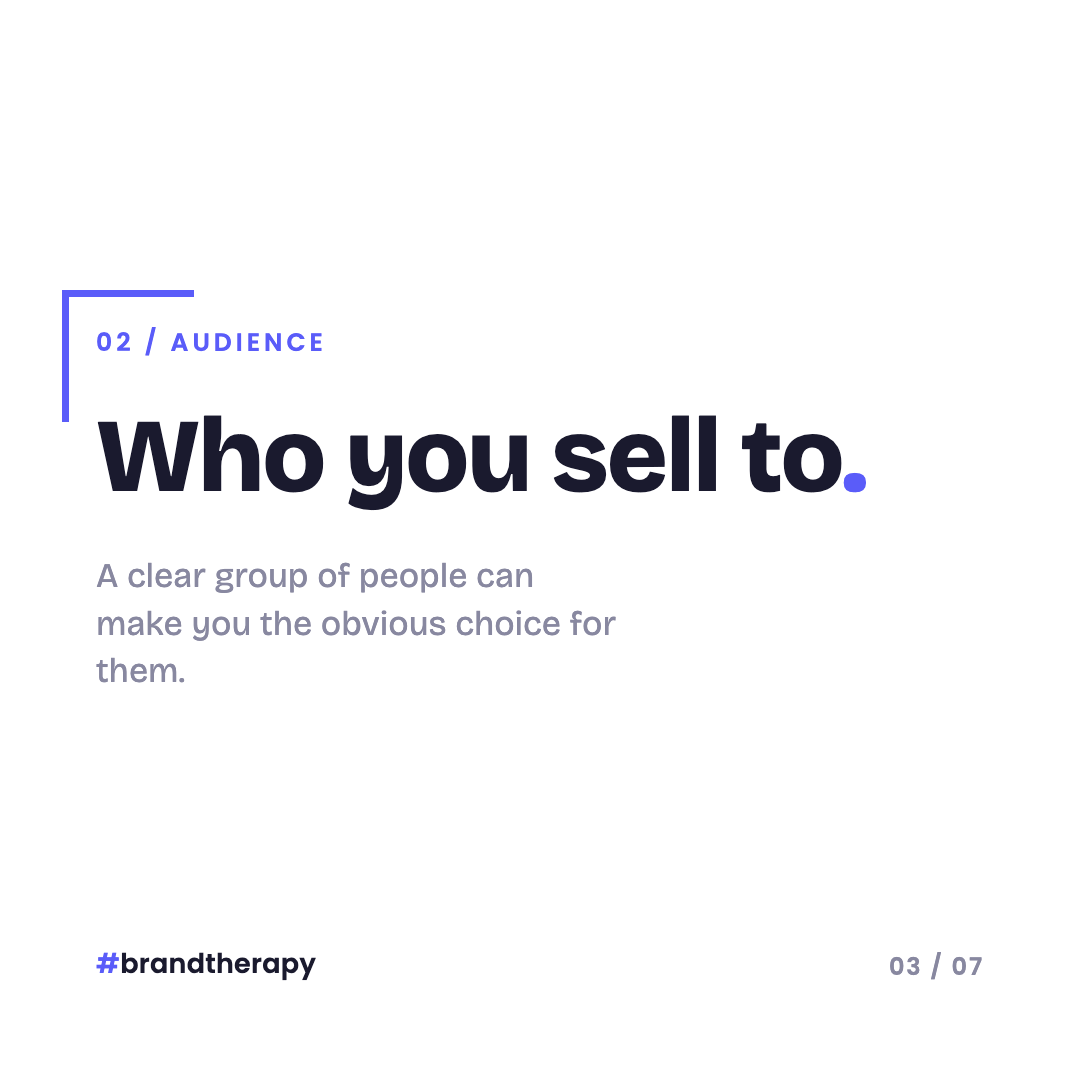 02 / AUDIENCE
Who you sell to.
A clear group of people can
make you the obvious choice for
them.
#brandtherapy
03 / 07